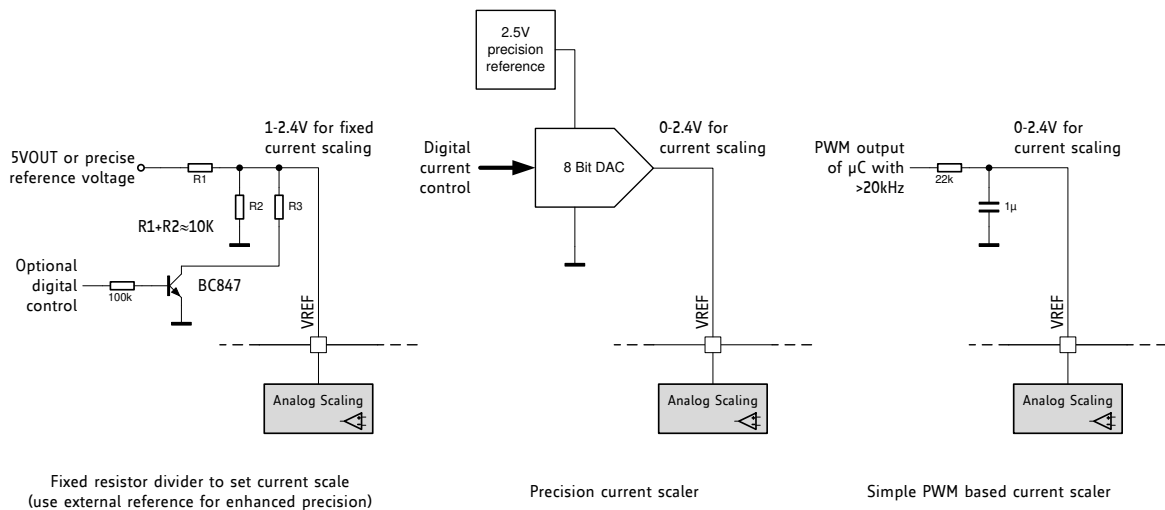 5VOUT or precise
reference voltage
R1
1-2.4V for fixed
current scaling
R2
R3
R1+R2≈10K
Optional
digital
control
100k
BC847
VREF
Analog Scaling
Fixed resistor divider to set current scale
(use external reference for enhanced precision)
2.5V
precision
reference
Digital
current
control
8 Bit DAC
0-2.4V for
current scaling
VREF
Analog Scaling
Precision current scaler
PWM output
of µC with
>20kHz
22k
0-2.4V for
current scaling
1µ
VREF
Analog Scaling
Simple PWM based current scaler